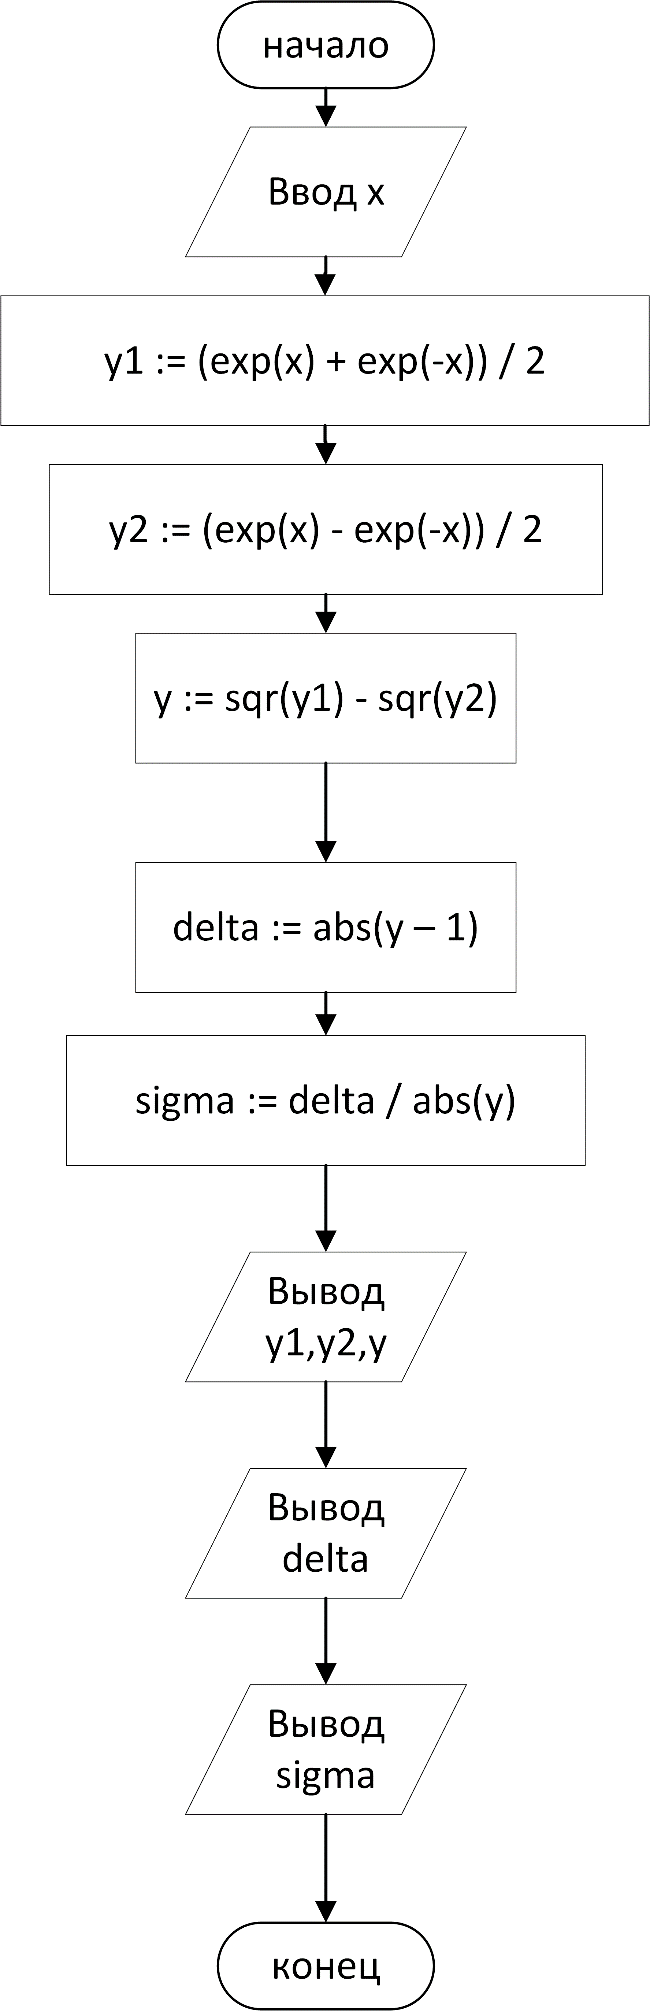 начало
Ввод x
y1 := (exp(x) + exp(-x)) / 2
y2 := (exp(x) - exp(-x)) / 2
y := sqr(y1) - sqr(y2)
delta := abs(y – 1)
sigma := delta / abs(y)
Вывод
y1,y2,y
Вывод
delta
Вывод
sigma
конец